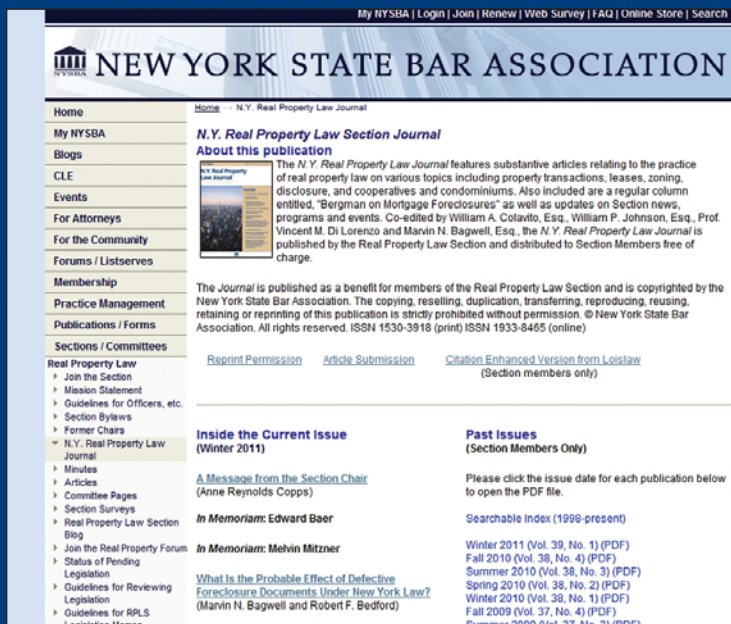 My NYSBA | Login | Join | Renew | Web Survey | FAQ | Online Store | Search
NYSBA
NEW YORK STATE BAR ASSOCIATION
Home
My NYSBA
Blogs
CLE
Events
For Attorneys
For the Community
Forums / Listserves
Membership
Practice Management
Publications / Forms
Sections / Committees
Real Property Law
Join the Section
Mission Statement
Guidelines for Officers, etc.
Section Bylaws
Former Chairs
N.Y. Real Property Law
Journal
Minutes
Articles
Committee Pages
Section Surveys
Real Property Law Section
Blog
Join the Real Property Forum
Status of Pending
Legislation
Guidelines for Reviewing
Legislation
Guidelines for RPLS
Legislation Memos
Home → N.Y. Real Property Law Journal
N.Y. Real Property Law Section Journal
About this publication
N.Y. Real Property
Law Journal
The N.Y. Real Property Law Journal features substantive articles relating to the practice
of real property law on various topics including property transactions, leases, zoning,
disclosure, and cooperatives and condominiums. Also included are a regular column
entitled, "Bergman on Mortgage Foreclosures" as well as updates on Section news,
programs and events. Co-edited by William A. Colavito, Esq., William P. Johnson, Esq., Prof.
Vincent M. Di Lorenzo and Marvin N. Bagwell, Esq., the N.Y. Real Property Law Journal is
published by the Real Property Law Section and distributed to Section Members free of
charge.
The Journal is published as a benefit for members of the Real Property Law Section and is copyrighted by the
New York State Bar Association. The copying, reselling, duplication, transferring, reproducing, reusing,
retaining or reprinting of this publication is strictly prohibited without permission. © New York State Bar
Association. All rights reserved. ISSN 1530-3918 (print) ISSN 1933-8465 (online)
Reprint Permission Article Submission Citation Enhanced Version from Loislaw
(Section members only)
Inside the Current Issue
(Winter 2011)
A Message from the Section Chair
(Anne Reynolds Copps)
In Memoriam: Edward Baer
In Memoriam: Melvin Mitzner
What Is the Probable Effect of Defective
Foreclosure Documents Under New York Law?
(Marvin N. Bagwell and Robert F. Bedford)
Past Issues
(Section Members Only)
Please click the issue date for each publication below
to open the PDF file.
Searchable Index (1998-present)
Winter 2011 (Vol. 39, No. 1) (PDF)
Fall 2010 (Vol. 38, No. 4) (PDF)
Summer 2010 (Vol. 38, No. 3) (PDF)
Spring 2010 (Vol. 38, No. 2) (PDF)
Winter 2010 (Vol. 38, No. 1) (PDF)
Fall 2009 (Vol. 37, No. 4) (PDF)
Summer 2009 (Vol. 37, No. 3) (PDF)